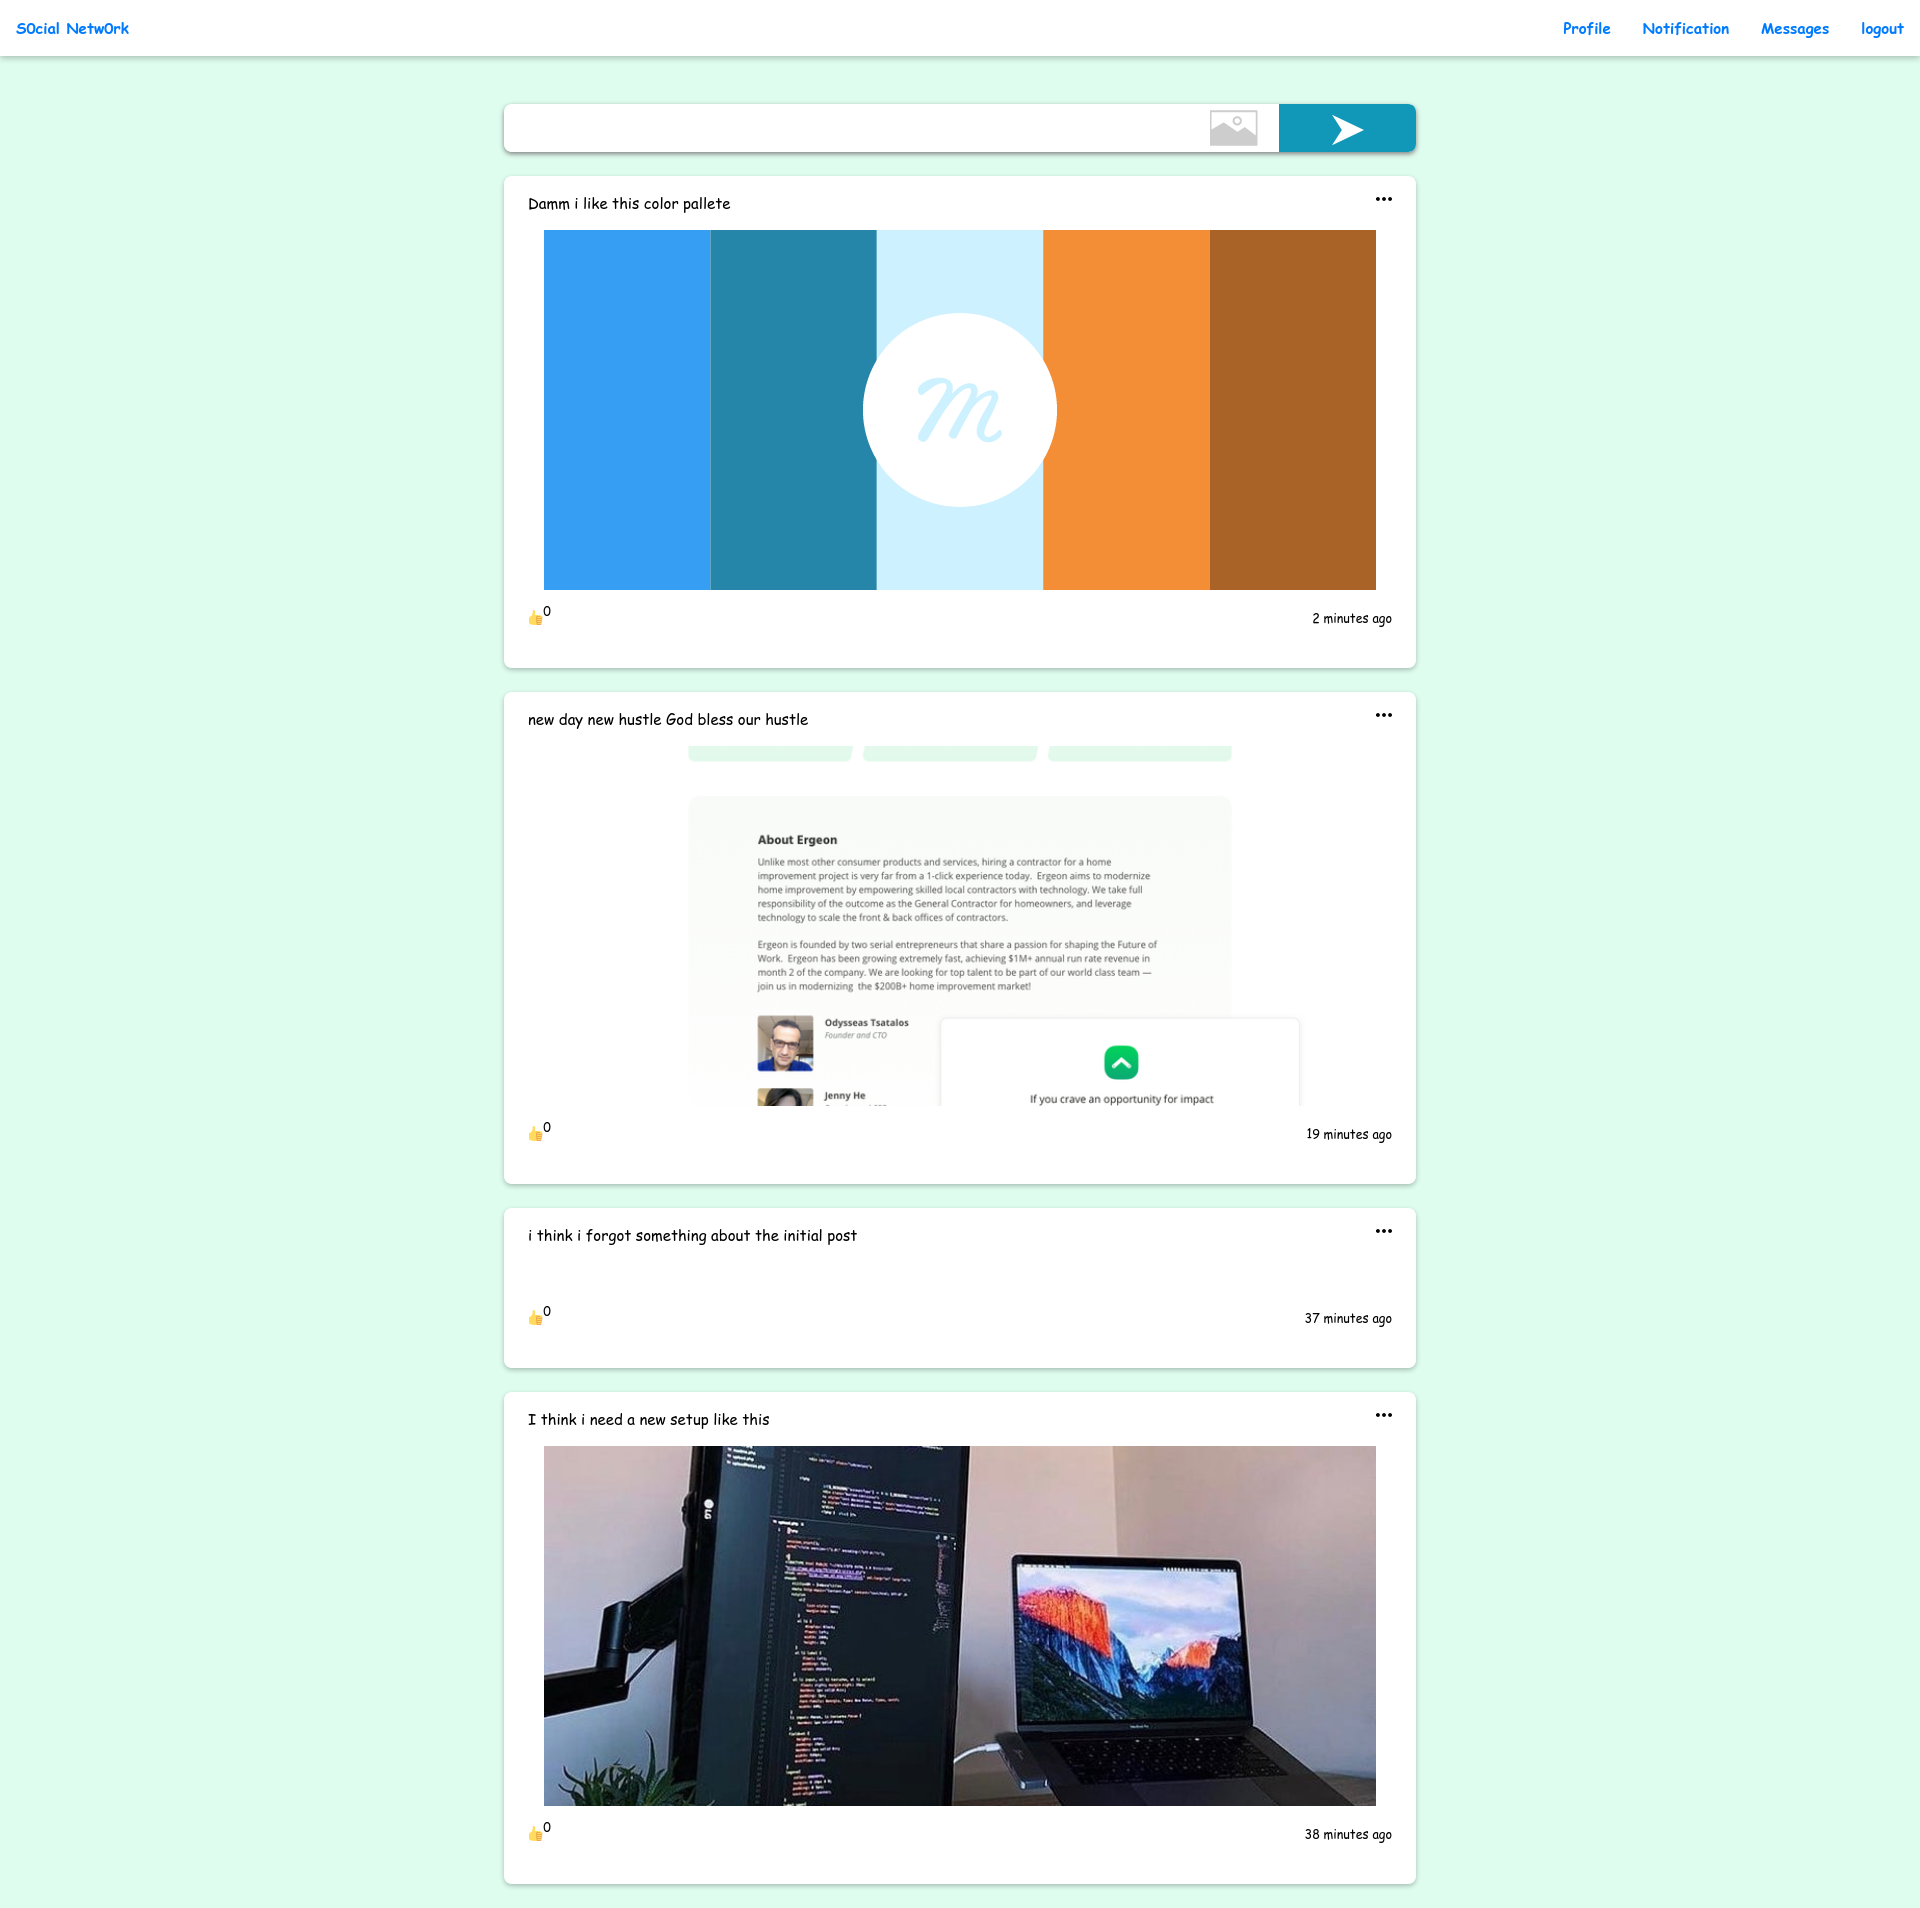 S0cial Netw0rk
Profile
Notification
Messages
logout
Damm i like this color pallete
m
0
2 minutes ago
new day new hustle God bless our hustle
About Ergeon
Unlike most other consumer products and services, hiring a contractor for a home
improvement project is very far from a 1-click experience today. Ergeon aims to modernize
home improvement by empowering skilled local contractors with technology. We take full
responsibility of the outcome as the General Contractor for homeowners, and leverage
technology to scale the front & back offices of contractors.
Ergeon is founded by two serial entrepreneurs that share a passion for shaping the Future of
Work. Ergeon has been growing extremely fast, achieving $1M+ annual run rate revenue in
month 2 of the company. We are looking for top talent to be part of our world class team —
join us in modernizing the $200B+ home improvement market!
Odysseas Tsatalos
Founder and CTO
Jenny He
If you crave an opportunity for impact
0
19 minutes ago
i think i forgot something about the initial post
0
37 minutes ago
I think i need a new setup like this
LG
0
38 minutes ago